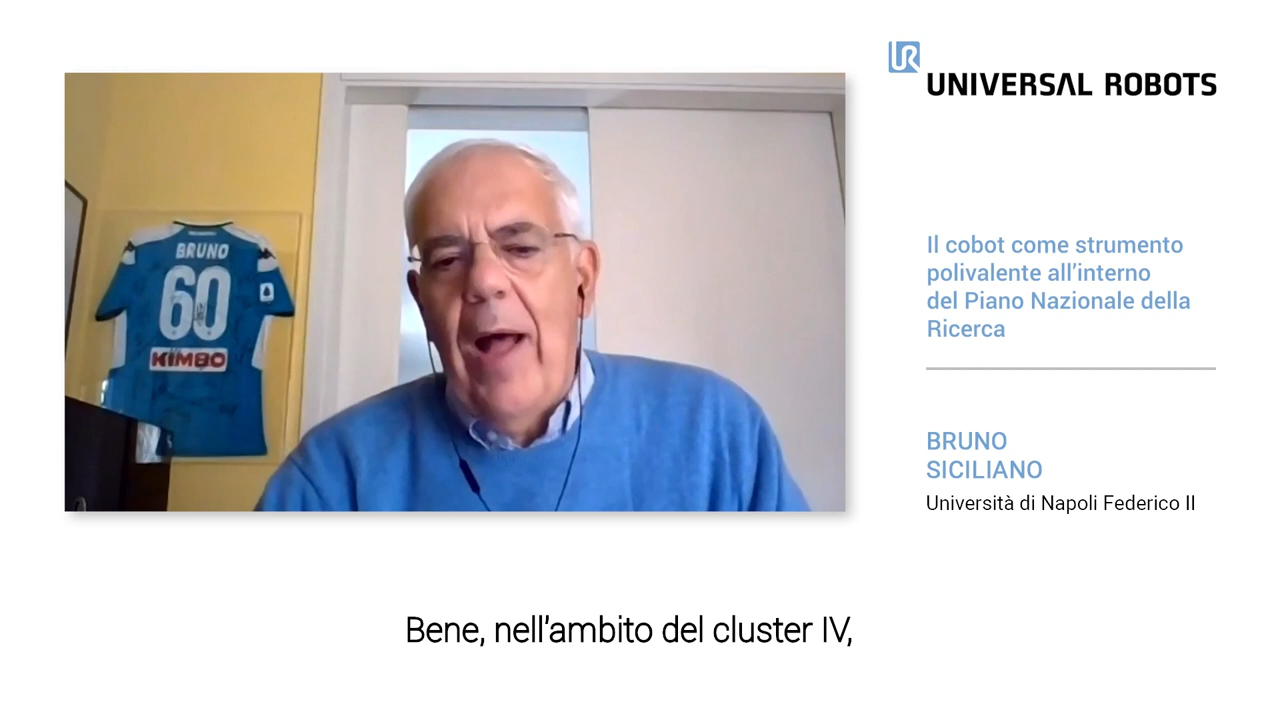 UR
UNIVERSAL ROBOTS
BRUNO
60
KIMBO
Il cobot come strumento
polivalente all’interno
del Piano Nazionale della
Ricerca
BRUNO
SICILIANO
Università di Napoli Federico II
Bene, nell’ambito del cluster IV,